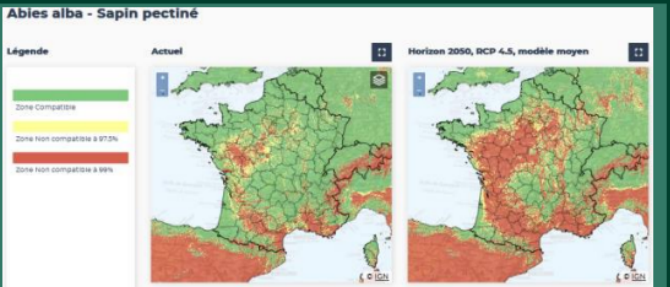 Abies alba - Sapin pectiné
Légende
Actuel
Horizon 2050, RCP 4.5, modèle moyen
Zone Compatible
Zone Non compatible à 97.5%
Zone Non compatible à 99%
+
-
+
-
© IGN
© IGN